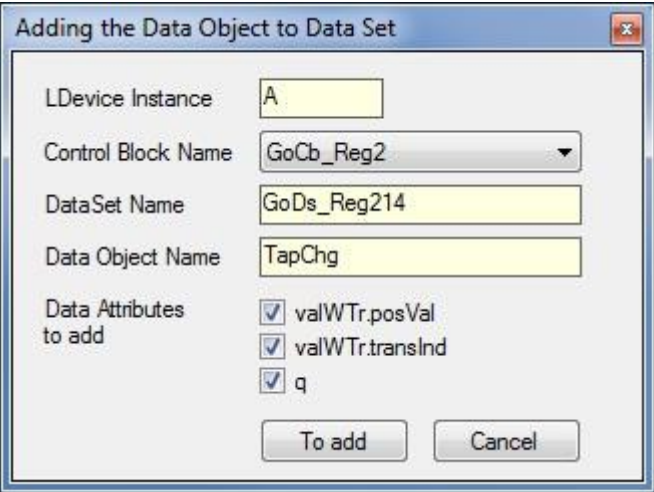 Adding the Data Object to Data Set
LDevice Instance A
Control Block Name GoCb_Reg2
DataSet Name GoDs_Reg214
Data Object Name TapChg
Data Attributes valWTr.posVal
to add valWTr.transInd
q
To add Cancel